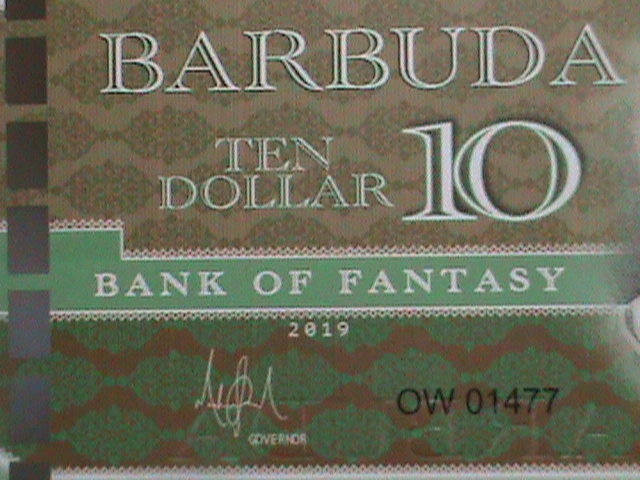 BARBUDA
TEN
DOLLAR 10
BANK OF FANTASY
2019
GOVERNOR
OW 01477